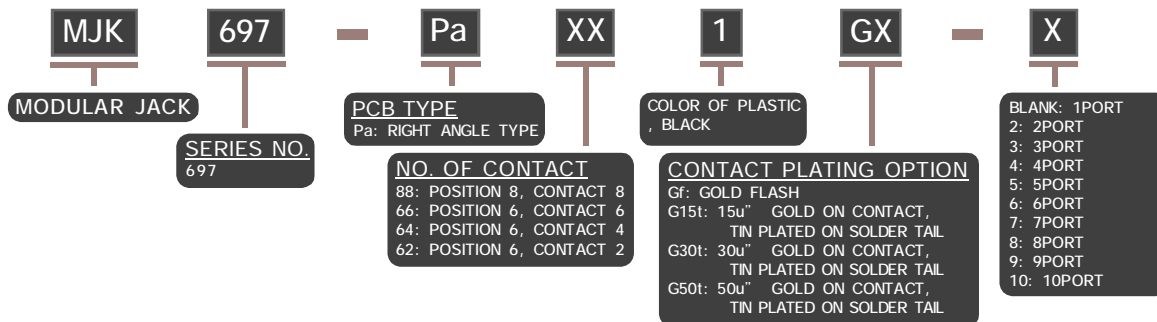 MJK 697 - Pa XX 1 GX - X
MODULAR JACK
SERIES NO.
697
PCB TYPE
Pa: RIGHT ANGLE TYPE
NO. OF CONTACT
88: POSITION 8, CONTACT 8
66: POSITION 6, CONTACT 6
64: POSITION 6, CONTACT 4
62: POSITION 6, CONTACT 2
COLOR OF PLASTIC
, BLACK
CONTACT PLATING OPTION
Gf: GOLD FLASH
G15t: 15u" GOLD ON CONTACT,
TIN PLATED ON SOLDER TAIL
G30t: 30u" GOLD ON CONTACT,
TIN PLATED ON SOLDER TAIL
G50t: 50u" GOLD ON CONTACT,
TIN PLATED ON SOLDER TAIL
BLANK: 1PORT
2: 2PORT
3: 3PORT
4: 4PORT
5: 5PORT
6: 6PORT
7: 7PORT
8: 8PORT
9: 9PORT
10: 10PORT